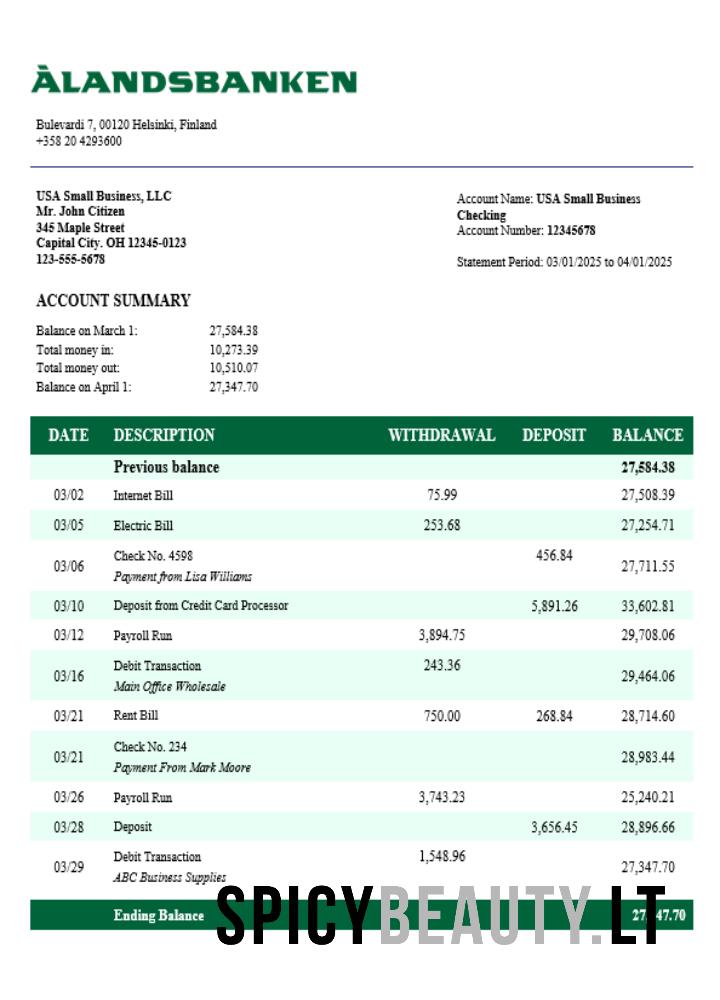 ÅLANDSBANKEN
Bulevardi 7, 00120 Helsinki, Finland
+358 20 4293600
USA Small Business, LLC
Mr. John Citizen
345 Maple Street
Capital City. OH 12345-0123
123-555-5678
Account Name: USA Small Business
Checking
Account Number: 12345678
Statement Period: 03/01/2025 to 04/01/2025
ACCOUNT SUMMARY
Balance on March 1: 27,584.38
Total money in: 10,273.39
Total money out: 10,510.07
Balance on April 1: 27,347.70
DATE DESCRIPTION WITHDRAWAL DEPOSIT BALANCE
Previous balance 27,584.38
03/02 Internet Bill 75.99 27,508.39
03/05 Electric Bill 253.68 27,254.71
03/06 Check No. 4598 456.84 27,711.55
Payment from Lisa Williams
03/10 Deposit from Credit Card Processor 5,891.26 33,602.81
03/12 Payroll Run 3,894.75 29,708.06
03/16 Debit Transaction 243.36 29,464.06
Main Office Wholesale
03/21 Rent Bill 750.00 268.84 28,714.60
03/21 Check No. 234 28,983.44
Payment From Mark Moore
03/26 Payroll Run 3,743.23 25,240.21
03/28 Deposit 3,656.45 28,896.66
03/29 Debit Transaction 1,548.96 27,347.70
ABC Business Supplies
Ending Balance
SPICYBEAUTY.LT